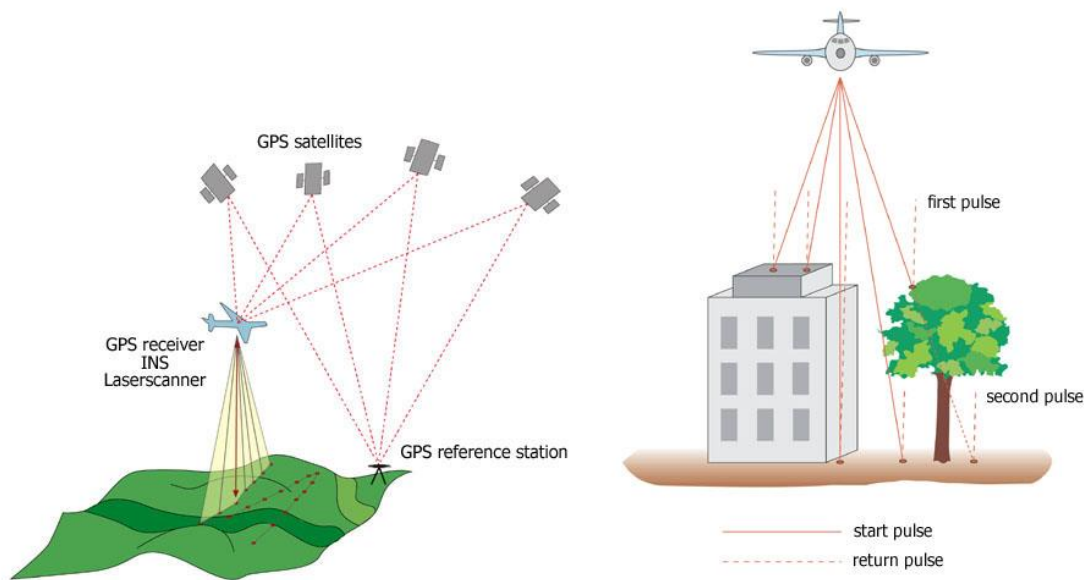 GPS satellites
GPS receiver
INS
Laserscanner
GPS reference station
first pulse
second pulse
start pulse
return pulse